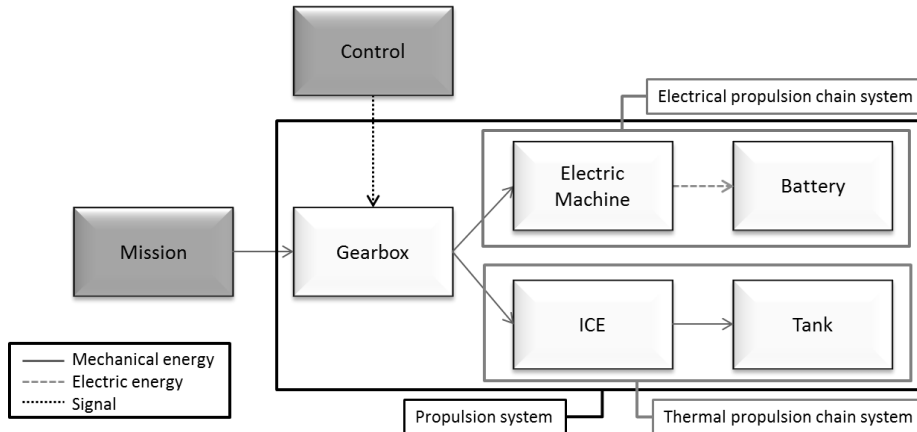 Control
Electrical propulsion chain system
Electric
Machine
Battery
Mission
Gearbox
ICE
Tank
Mechanical energy
Electric energy
Signal
Propulsion system
Thermal propulsion chain system